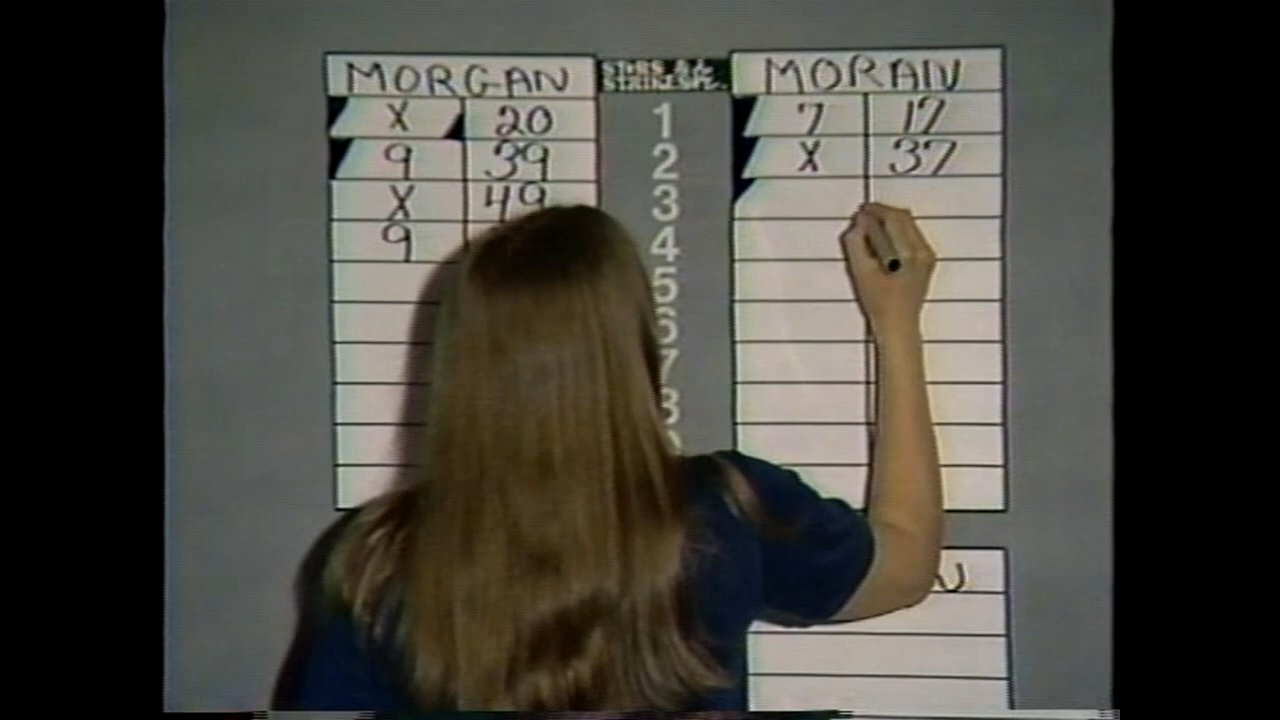 MORGAN MORAN
X 20 1 7 17
9 39 2 X 37
X 49 3
9 4
5
6
7